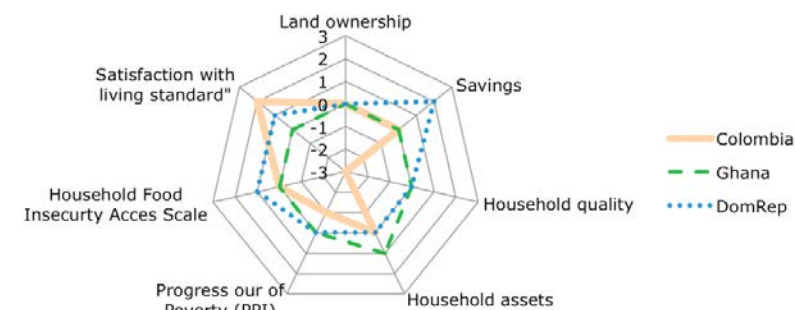 Land ownership
3
2
1
0
-1
-2
-3
Satisfaction with
living standard"
Savings
Household Food
Insecurty Acces Scale
Household quality
Progress our of
Poverty (PPI)
Household assets
Colombia
Ghana
DomRep